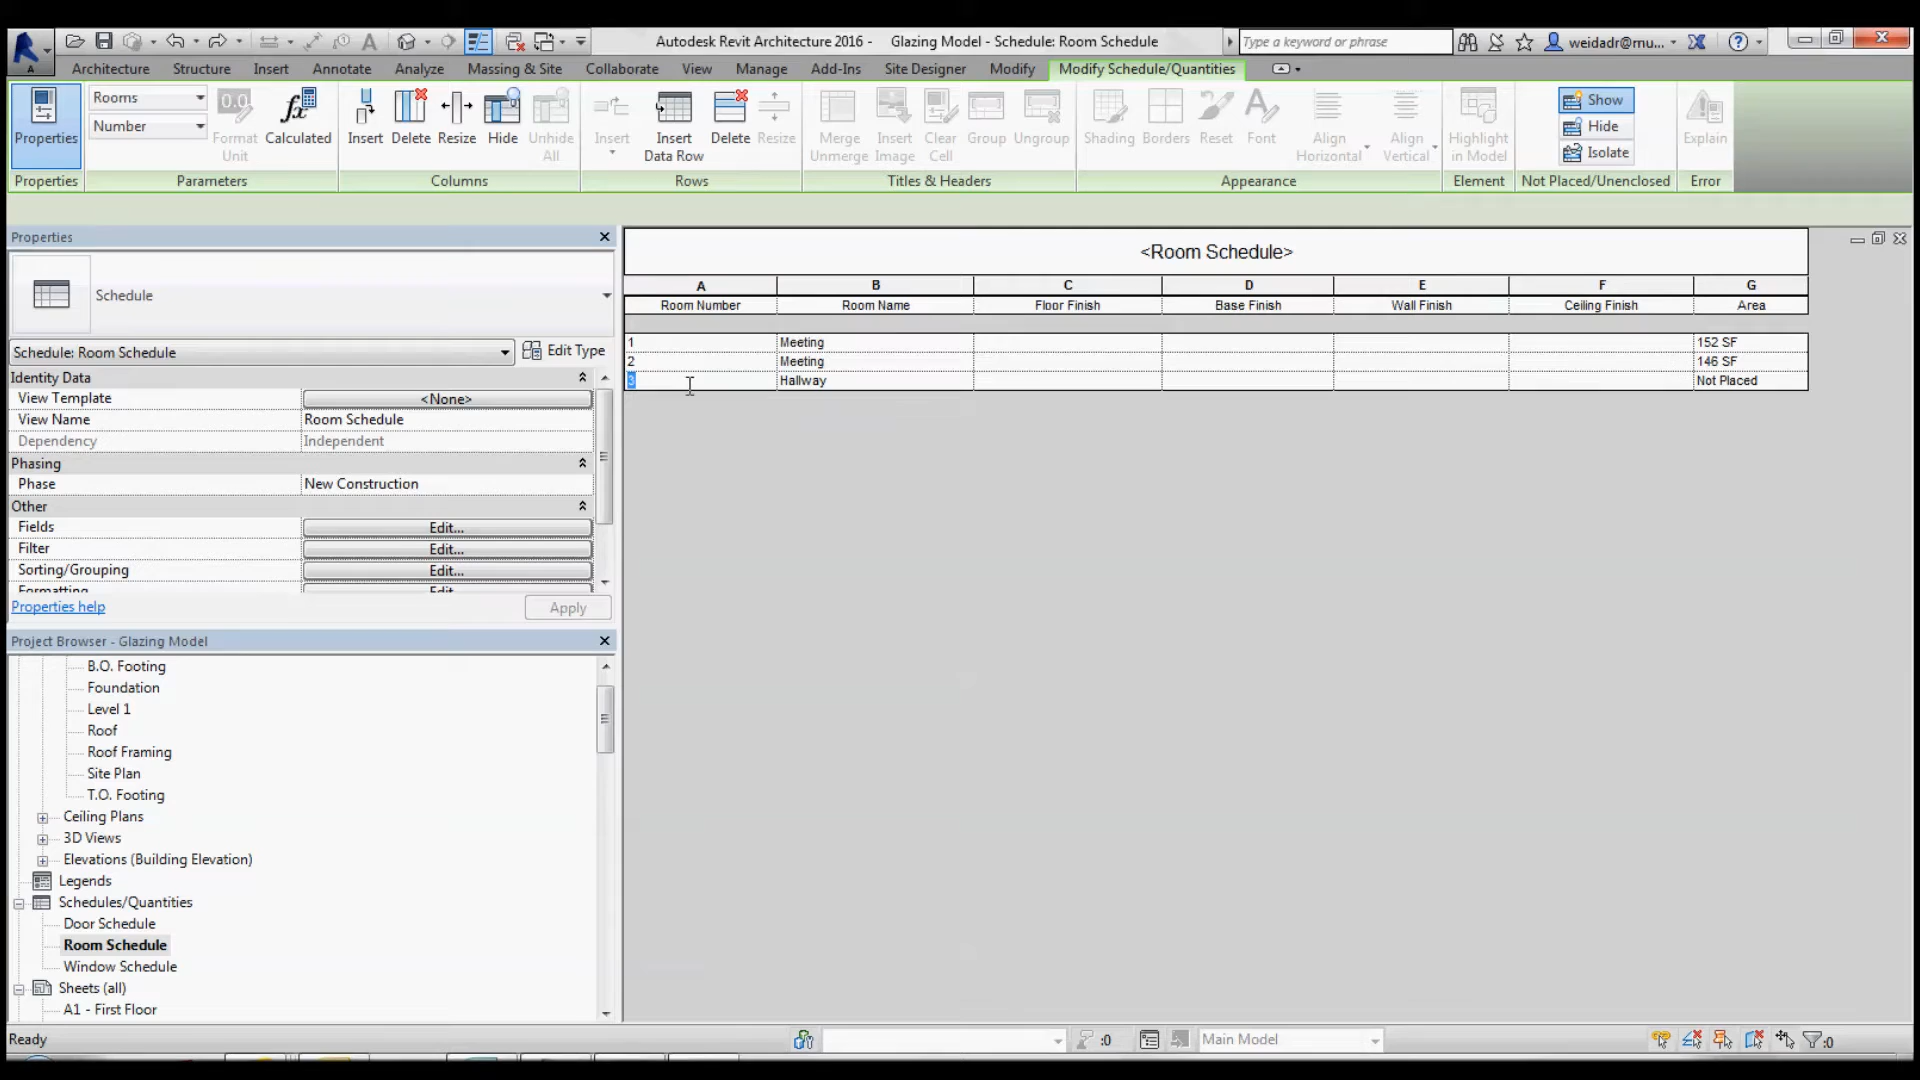 Autodesk Revit Architecture 2016 - Glazing Model - Schedule: Room Schedule
Type a keyword or phrase
weidadr@mu...
Architecture Structure Insert Annotate Analyze Massing & Site Collaborate View Manage Add-Ins Site Designer Modify Modify Schedule/Quantities
Properties
Rooms
Number
Format Unit
Calculated
Insert Delete Resize Hide Unhide All
Insert
Insert Data Row
Delete Resize
Merge Unmerge
Insert Image
Clear Cell
Group Ungroup
Shading Borders Reset Font
Align Horizontal
Align Vertical
Highlight in Model
Show
Hide
Isolate
Explain
Properties Parameters Columns Rows Titles & Headers Appearance Element Not Placed/Unenclosed Error
Properties
Schedule
Schedule: Room Schedule Edit Type
Identity Data
View Template <None>
View Name Room Schedule
Dependency Independent
Phasing
Phase New Construction
Other
Fields Edit...
Filter Edit...
Sorting/Grouping Edit...
Formatting Edit...
Properties help Apply
<Room Schedule>
A B C D E F G
Room Number Room Name Floor Finish Base Finish Wall Finish Ceiling Finish Area
1 Meeting 152 SF
2 Meeting 146 SF
3 Hallway Not Placed
Project Browser - Glazing Model
B.O. Footing
Foundation
Level 1
Roof
Roof Framing
Site Plan
T.O. Footing
Ceiling Plans
3D Views
Elevations (Building Elevation)
Legends
Schedules/Quantities
Door Schedule
Room Schedule
Window Schedule
Sheets (all)
A1 - First Floor
Ready
:0
Main Model
:0